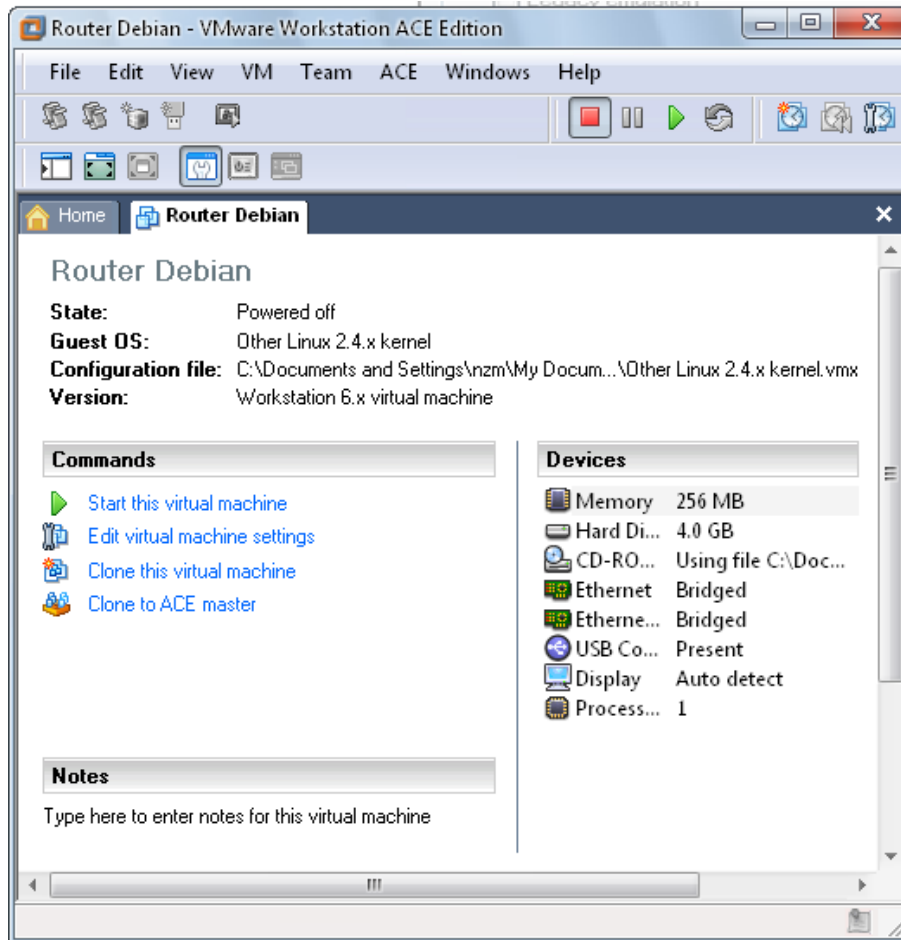 Legacy emulation
Router Debian - VMware Workstation ACE Edition
File Edit View VM Team ACE Windows Help
Home Router Debian
Router Debian
State: Powered off
Guest OS: Other Linux 2.4.x kernel
Configuration file: C:\Documents and Settings\nzm\My Docum...\Other Linux 2.4.x kernel.vmx
Version: Workstation 6.x virtual machine
Commands
Start this virtual machine
Edit virtual machine settings
Clone this virtual machine
Clone to ACE master
Devices
Memory 256 MB
Hard Di... 4.0 GB
CD-RO... Using file C:\Doc...
Ethernet Bridged
Etherne... Bridged
USB Co... Present
Display Auto detect
Process... 1
Notes
Type here to enter notes for this virtual machine